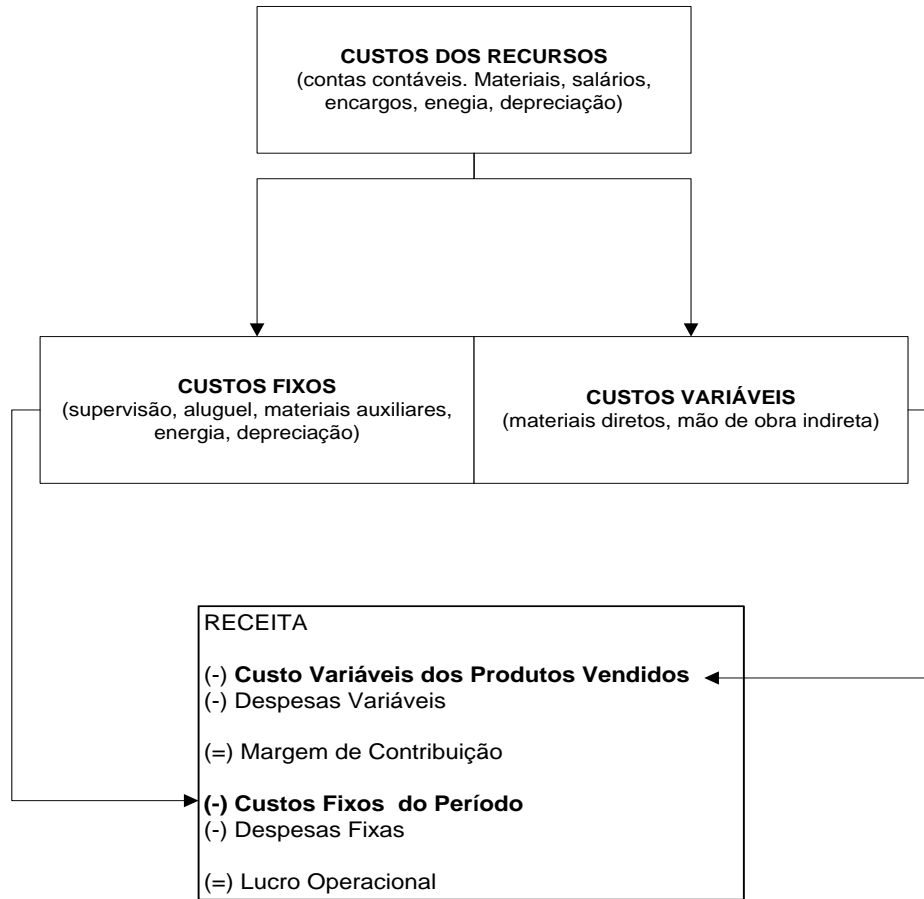 CUSTOS DOS RECURSOS
(contas contáveis. Materiais, salários,
encargos, enegia, depreciação)
CUSTOS FIXOS
(supervisão, aluguel, materiais auxiliares,
energia, depreciação)
CUSTOS VARIÁVEIS
(materiais diretos, mão de obra indireta)
RECEITA
(-) Custo Variáveis dos Produtos Vendidos
(-) Despesas Variáveis
(=) Margem de Contribuição
(-) Custos Fixos do Período
(-) Despesas Fixas
(=) Lucro Operacional